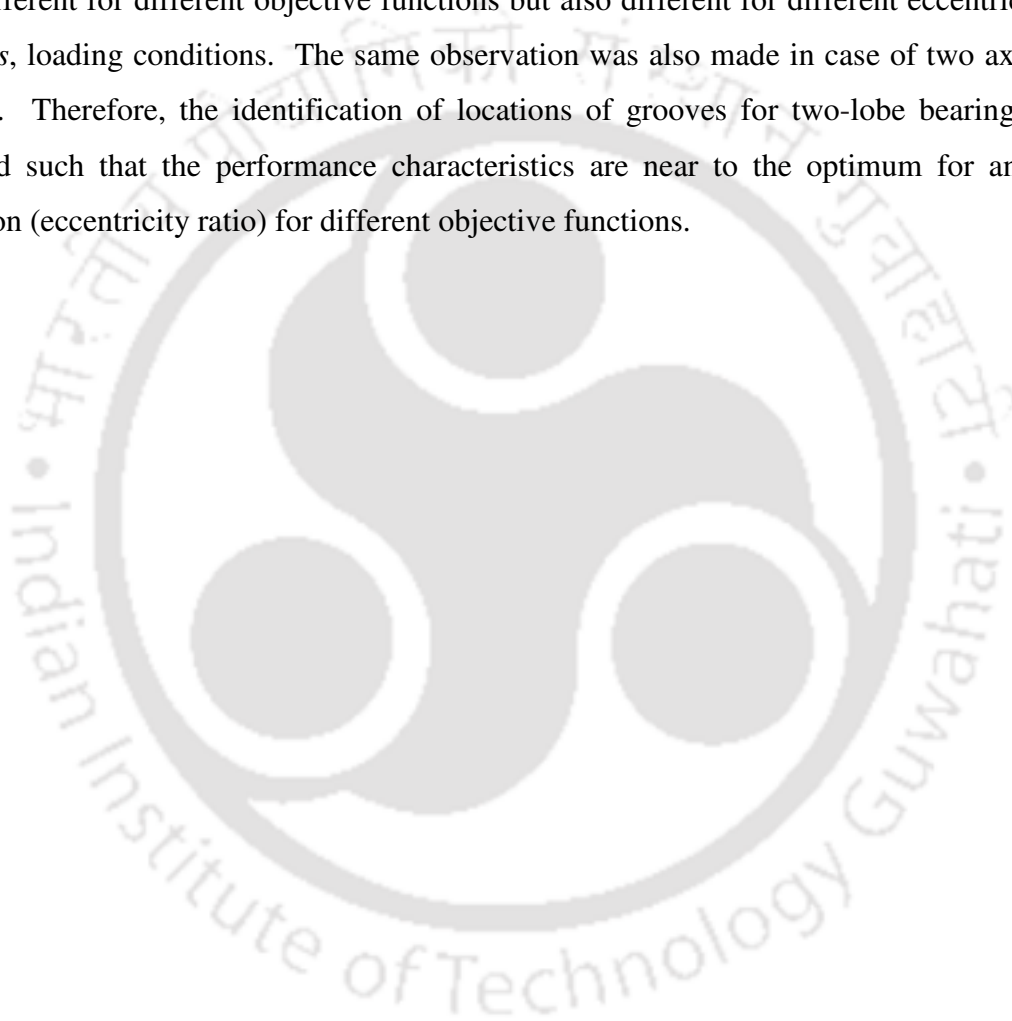 fferent for different objective functions but also different for different eccentric
s, loading conditions. The same observation was also made in case of two ax
. Therefore, the identification of locations of grooves for two-lobe bearing
d such that the performance characteristics are near to the optimum for an
on (eccentricity ratio) for different objective functions.
Indian Institute of Technology Guwahati